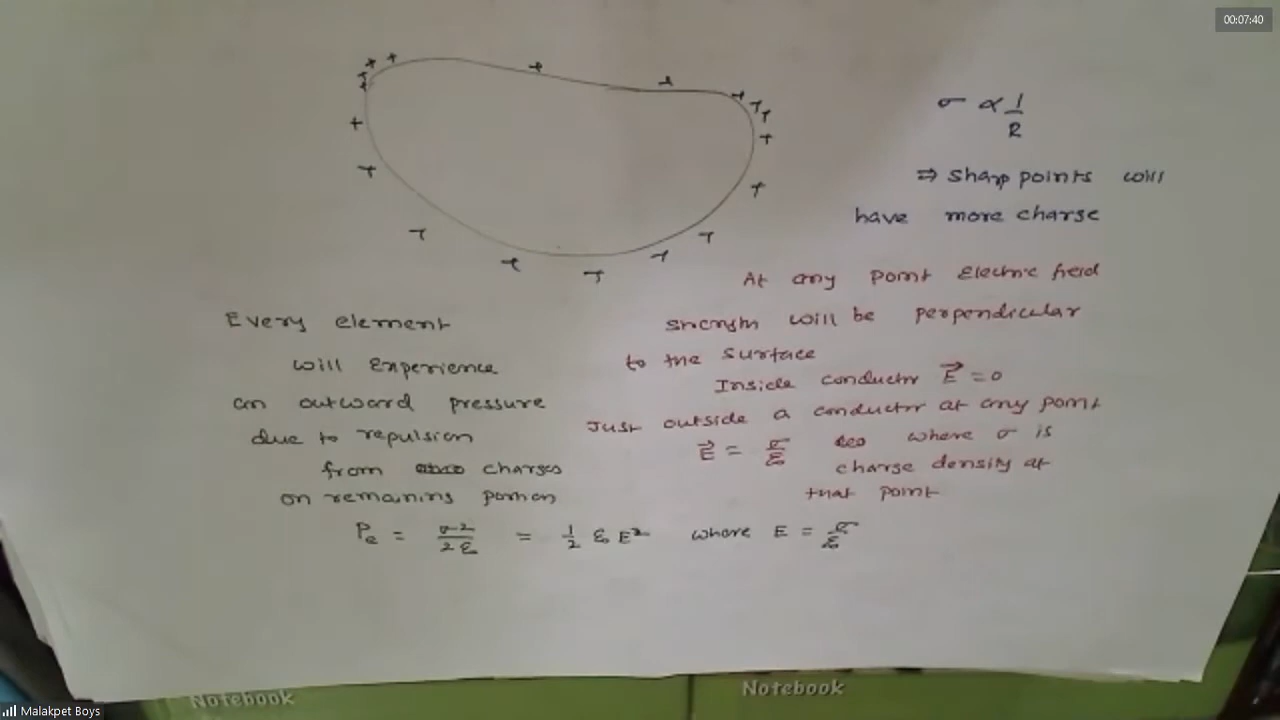 00:07:40
σ ∝ 1/R
⇒ sharp points will
have more charge
At any point Electric field
strength will be perpendicular
to the surface
Inside conductor E⃗ = 0
Just outside a conductor at any point
E⃗ = σ/ε₀ where σ is
charge density at
that point
Every element
will experience
an outward pressure
due to repulsion
from charges
on remaining portion
Pe = σ²/2ε₀ = 1/2 ε₀ E² where E = σ/ε₀
Notebook
Notebook
Malakpet Boys